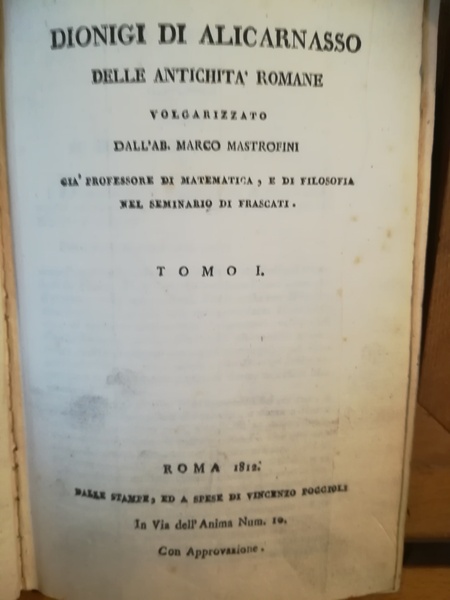 DIONIGI DI ALICARNASSO
DELLE ANTICHITA' ROMANE
VOLGARIZZATO
DALL'AB. MARCO MASTROFINI
GIA' PROFESSORE DI MATEMATICA, E DI FILOSOFIA
NEL SEMINARIO DI FRASCATI.
TOMO I.
ROMA 1812.
DALLE STAMPE, ED A SPESE DI VINCENZO POGGIOLI
In Via dell'Anima Num. 10.
Con Approvazione.